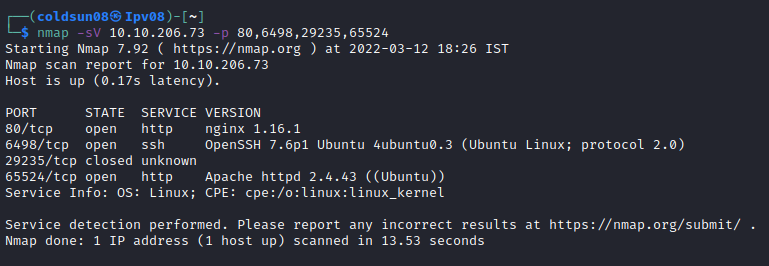 ┌──(coldsun08㉿Ipv08)-[~]
└─$ nmap -sV 10.10.206.73 -p 80,6498,29235,65524
Starting Nmap 7.92 ( https://nmap.org ) at 2022-03-12 18:26 IST
Nmap scan report for 10.10.206.73
Host is up (0.17s latency).

PORT      STATE  SERVICE VERSION
80/tcp    open   http    nginx 1.16.1
6498/tcp  open   ssh     OpenSSH 7.6p1 Ubuntu 4ubuntu0.3 (Ubuntu Linux; protocol 2.0)
29235/tcp closed unknown
65524/tcp open   http    Apache httpd 2.4.43 ((Ubuntu))
Service Info: OS: Linux; CPE: cpe:/o:linux:linux_kernel

Service detection performed. Please report any incorrect results at https://nmap.org/submit/ .
Nmap done: 1 IP address (1 host up) scanned in 13.53 seconds